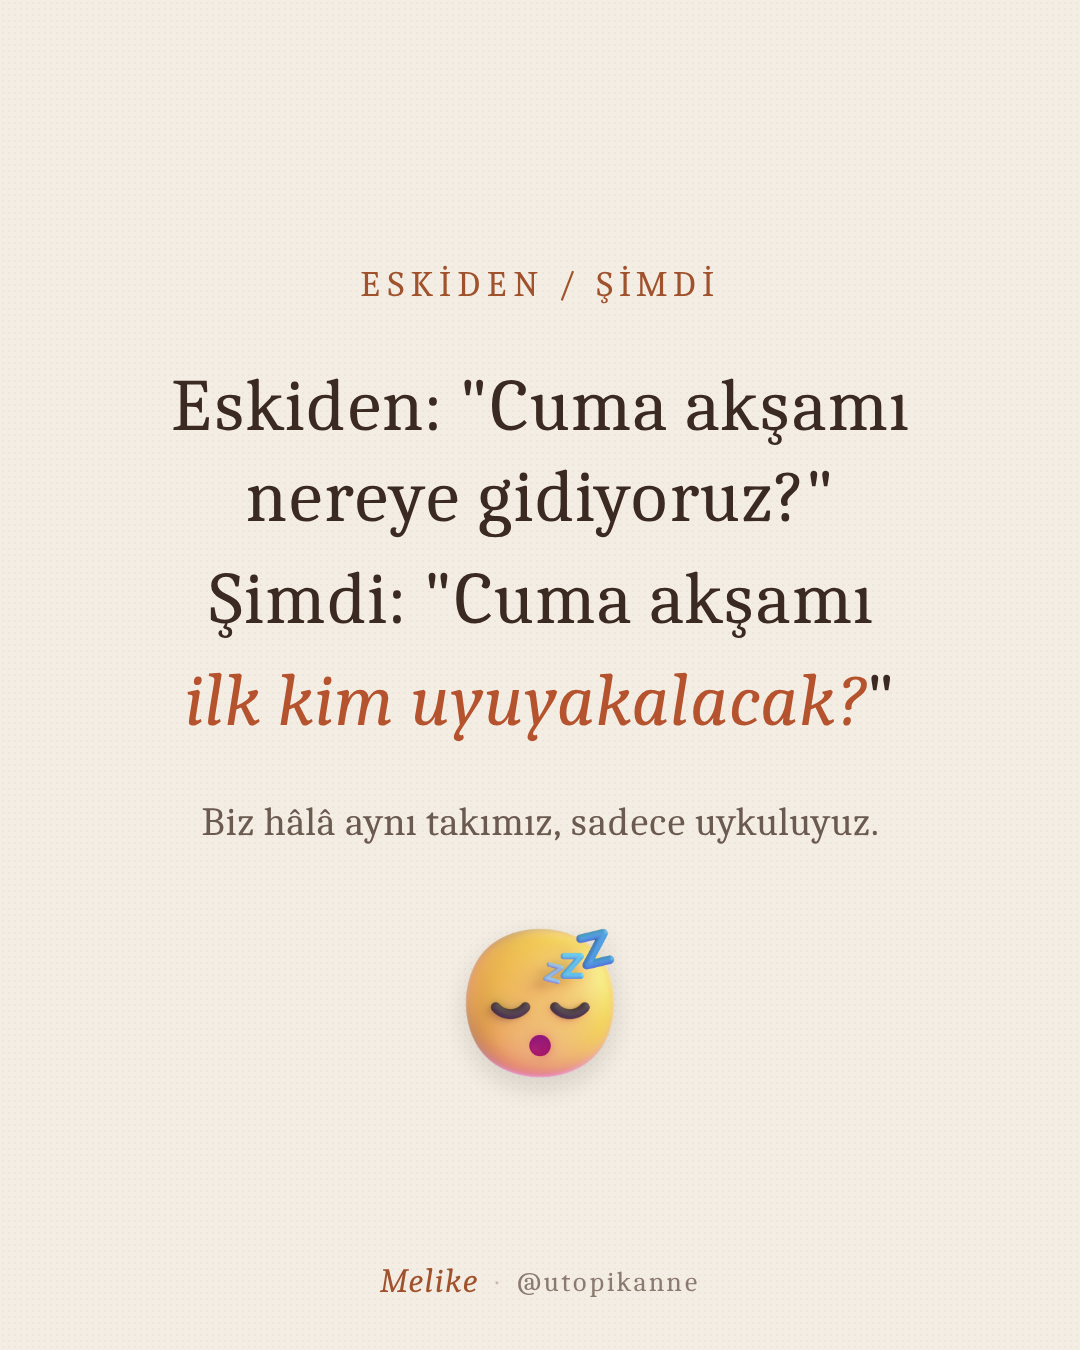 ESKİDEN / ŞİMDİ
Eskiden: "Cuma akşamı
nereye gidiyoruz?"
Şimdi: "Cuma akşamı
ilk kim uyuyakalacak?"
Biz hâlâ aynı takımız, sadece uykuluyuz.
zzZ
Melike · @utopikanne